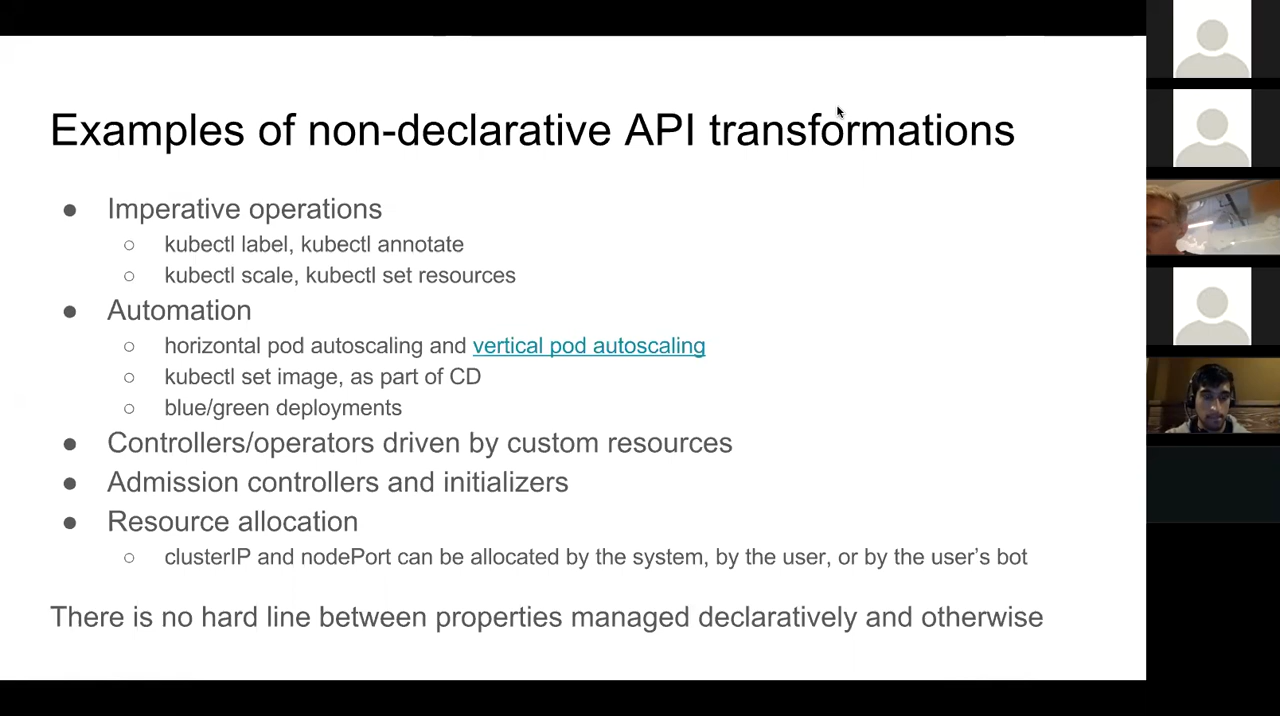 Examples of non-declarative API transformations
● Imperative operations
○ kubectl label, kubectl annotate
○ kubectl scale, kubectl set resources
● Automation
○ horizontal pod autoscaling and vertical pod autoscaling
○ kubectl set image, as part of CD
○ blue/green deployments
● Controllers/operators driven by custom resources
● Admission controllers and initializers
● Resource allocation
○ clusterIP and nodePort can be allocated by the system, by the user, or by the user’s bot
There is no hard line between properties managed declaratively and otherwise